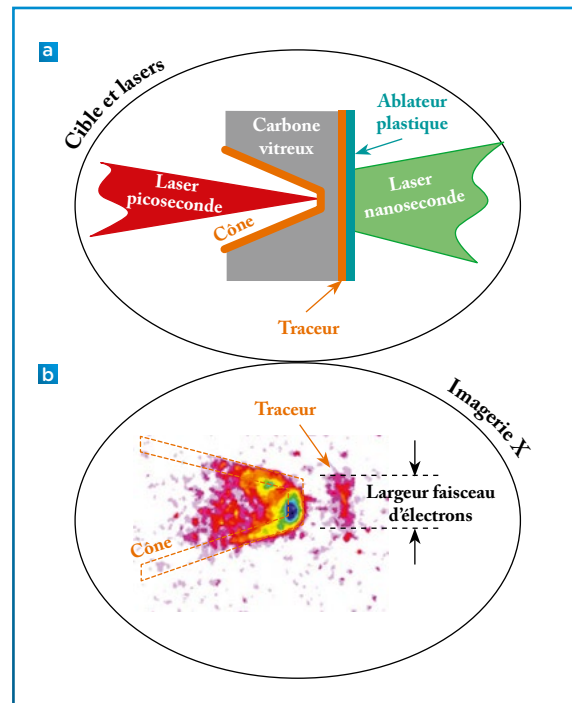 a
Cible et lasers
Ablateur
plastique
Carbone
vitreux
Laser
picoseconde
Laser
nanoseconde
Cône
Traceur
b
Imagerie X
Traceur
Largeur faisceau
d'électrons
Cône